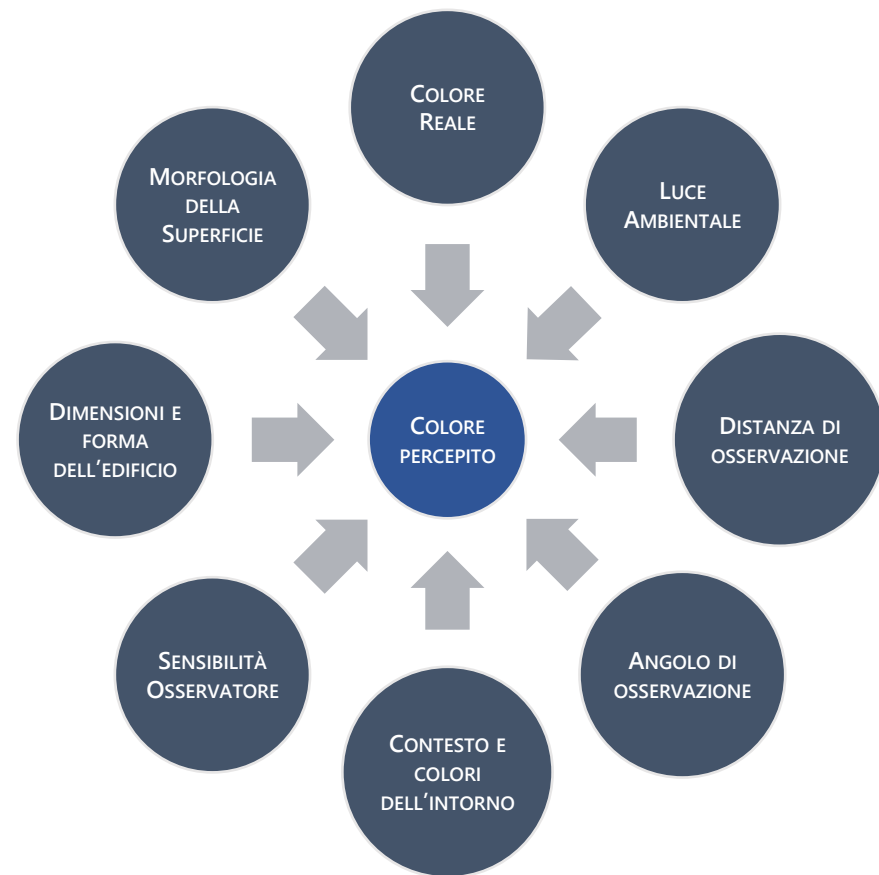 Colore
Reale
Luce
Ambientale
Distanza di
osservazione
Angolo di
osservazione
Contesto e
colori
dell'intorno
Sensibilità
Osservatore
Dimensioni e
forma
dell'edificio
Morfologia
della
Superficie
Colore
percepito